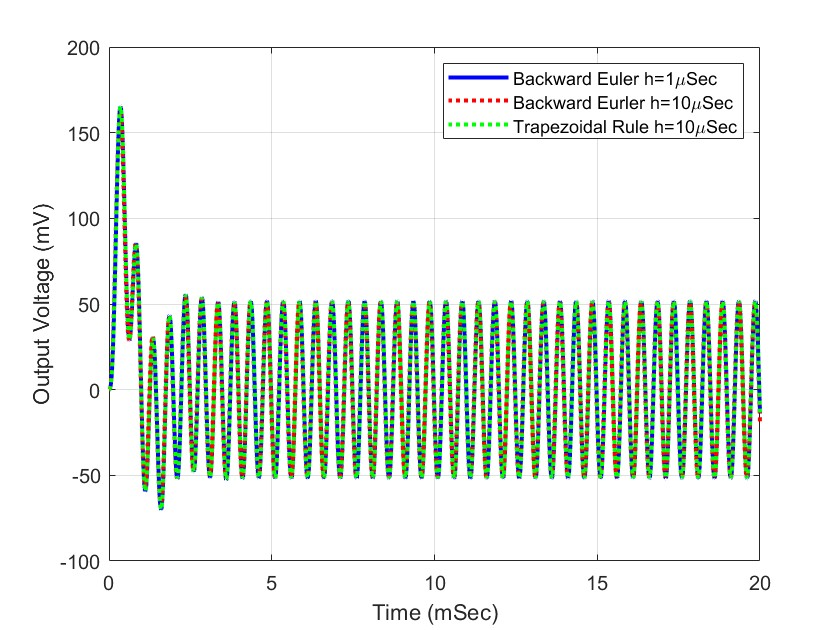 200
150
100
50
0
-50
-100
Output Voltage (mV)
Backward Euler h=1μSec
Backward Eurler h=10μSec
Trapezoidal Rule h=10μSec
0 5 10 15 20
Time (mSec)